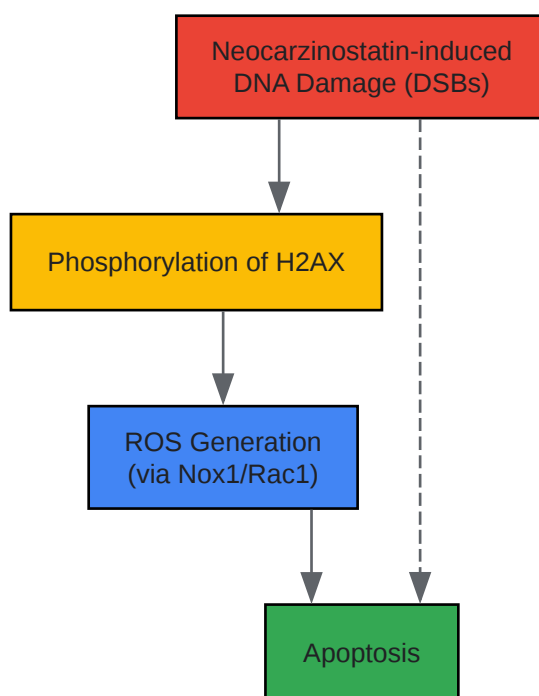 Neocarzinostatin-induced
DNA Damage (DSBs)
Phosphorylation of H2AX
ROS Generation
(via Nox1/Rac1)
Apoptosis